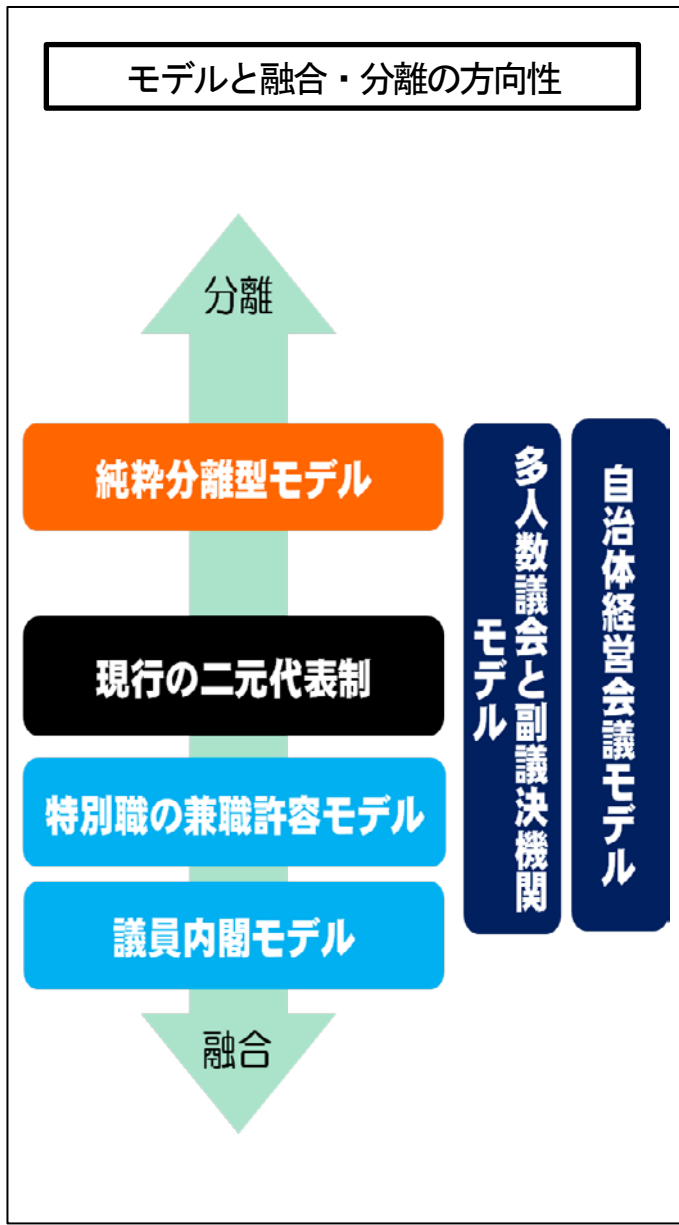 モデルと融合・分離の方向性
分離
純粋分離型モデル
現行の二元代表制
特別職の兼職許容モデル
議員内閣モデル
融合
多人数議会と副議決機関
モデル
自治体経営会議モデル